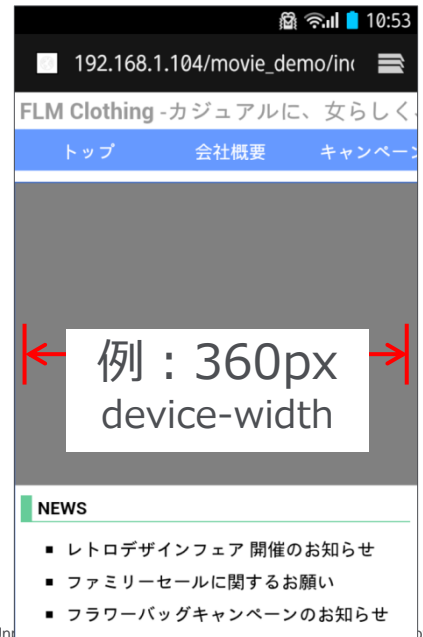 10:53
192.168.1.104/movie_demo/in
FLM Clothing -カジュアルに、女らしく、
トップ 会社概要 キャンペーン
例：360px
device-width
NEWS
レトロデザインフェア 開催のお知らせ
ファミリーセールに関するお願い
フラワーバッグキャンペーンのお知らせ